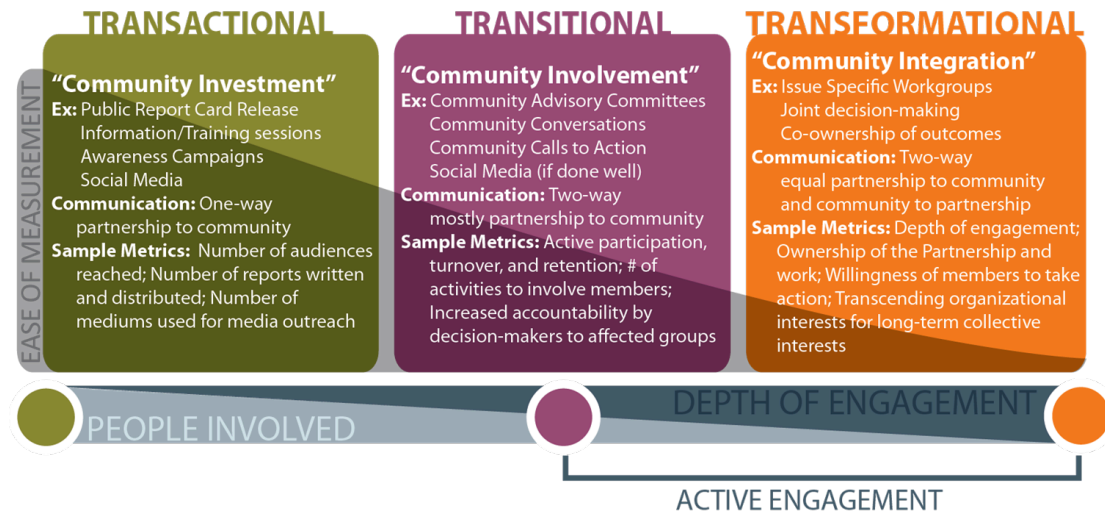 TRANSACTIONAL
“Community Investment”
Ex: Public Report Card Release
Information/Training sessions
Awareness Campaigns
Social Media
Communication: One-way
partnership to community
Sample Metrics: Number of audiences
reached; Number of reports written
and distributed; Number of
mediums used for media outreach
TRANSITIONAL
“Community Involvement”
Ex: Community Advisory Committees
Community Conversations
Community Calls to Action
Social Media (if done well)
Communication: Two-way
mostly partnership to community
Sample Metrics: Active participation,
turnover, and retention; # of
activities to involve members;
Increased accountability by
decision-makers to affected groups
TRANSFORMATIONAL
“Community Integration”
Ex: Issue Specific Workgroups
Joint decision-making
Co-ownership of outcomes
Communication: Two-way
equal partnership to community
and community to partnership
Sample Metrics: Depth of engagement;
Ownership of the Partnership and
work; Willingness of members to take
action; Transcending organizational
interests for long-term collective
interests
EASE OF MEASUREMENT
PEOPLE INVOLVED
DEPTH OF ENGAGEMENT
ACTIVE ENGAGEMENT